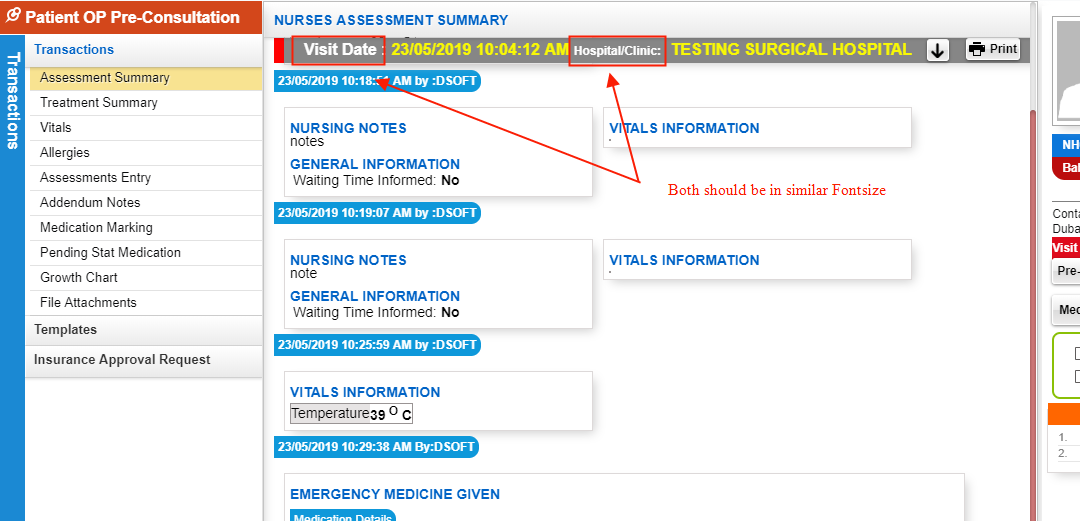 Patient OP Pre-Consultation
Transactions
Transactions
Assessment Summary
Treatment Summary
Vitals
Allergies
Assessments Entry
Addendum Notes
Medication Marking
Pending Stat Medication
Growth Chart
File Attachments
Templates
Insurance Approval Request
NURSES ASSESSMENT SUMMARY
Visit Date : 23/05/2019 10:04:12 AM Hospital/Clinic: TESTING SURGICAL HOSPITAL Print
23/05/2019 10:18:51 AM by :DSOFT
NURSING NOTES
notes
GENERAL INFORMATION
Waiting Time Informed: No
VITALS INFORMATION
Both should be in similar Fontsize
23/05/2019 10:19:07 AM by :DSOFT
NURSING NOTES
note
GENERAL INFORMATION
Waiting Time Informed: No
VITALS INFORMATION
23/05/2019 10:25:59 AM by :DSOFT
VITALS INFORMATION
Temperature39 O C
23/05/2019 10:29:38 AM By:DSOFT
EMERGENCY MEDICINE GIVEN
Medication Details
Visit
Pre-
1.
2.